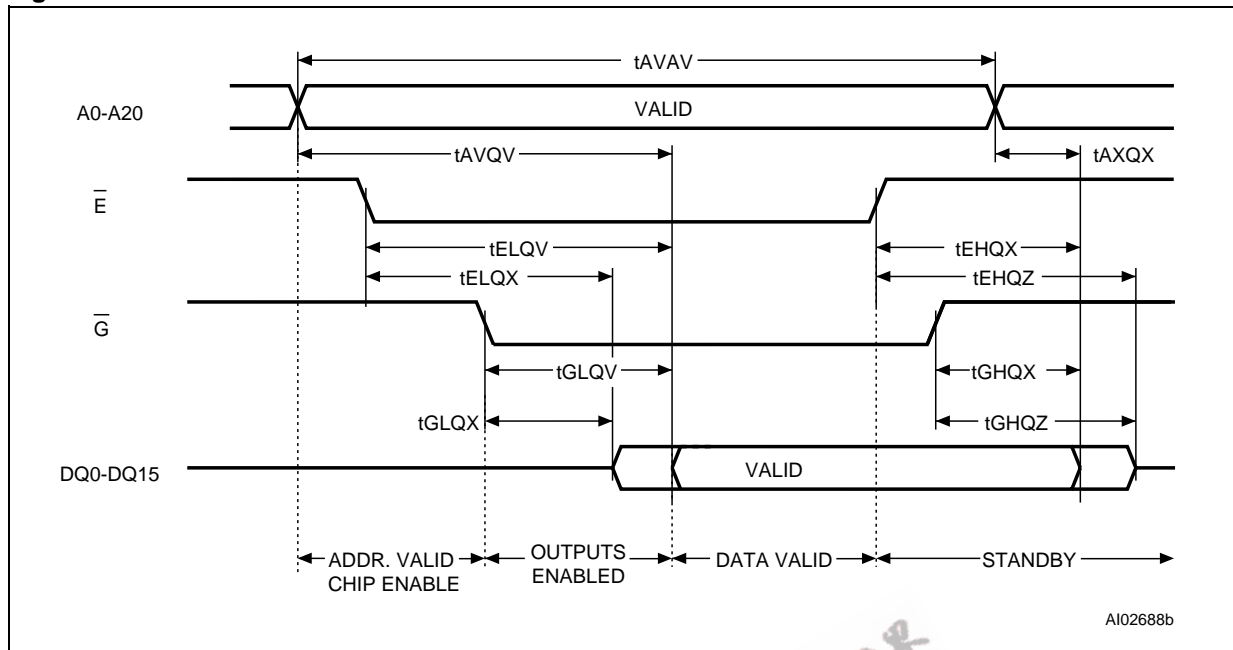 tAVAV
A0-A20
VALID
tAVQV
tAXQX
E
tELQV
tEHQX
tELQX
tEHQZ
G
tGLQV
tGHQX
tGLQX
tGHQZ
DQ0-DQ15
VALID
ADDR. VALID
CHIP ENABLE
OUTPUTS
ENABLED
DATA VALID
STANDBY
AI02688b